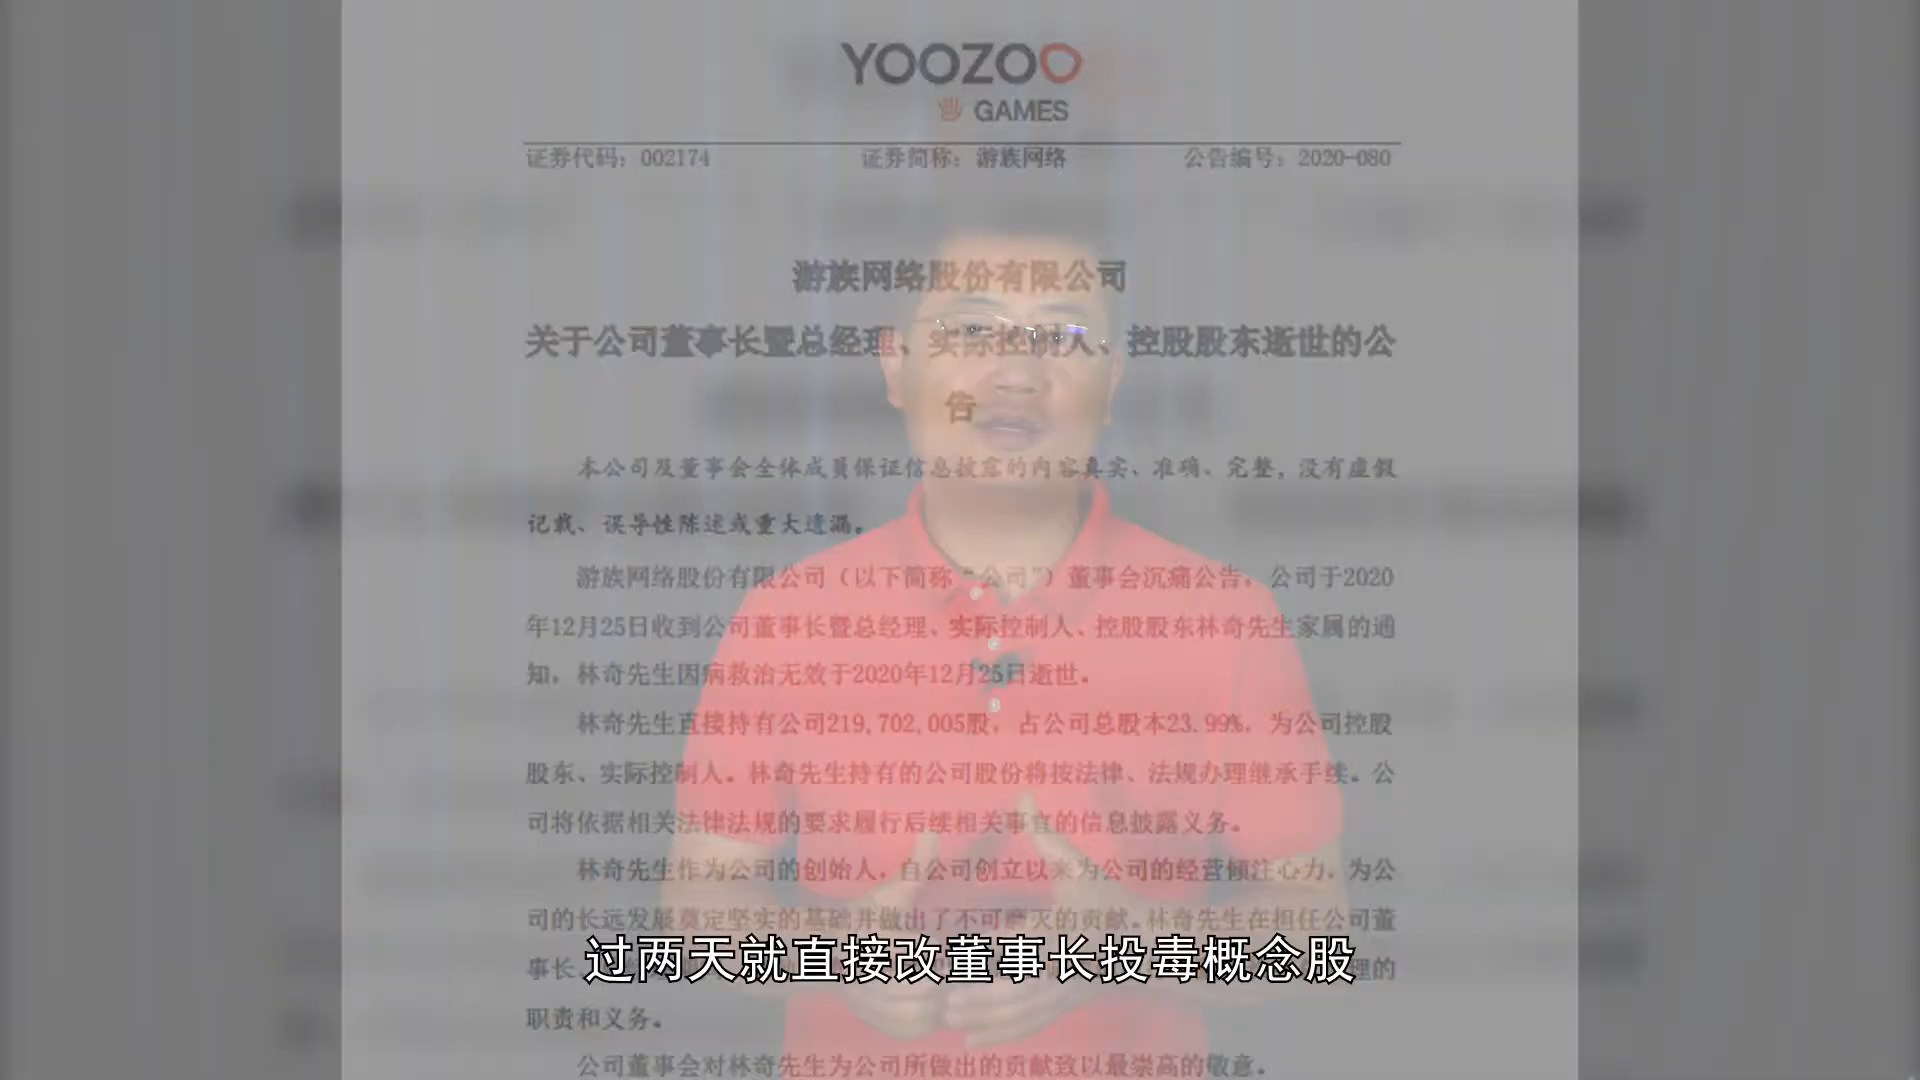 YOOZOO
GAMES
证券代码：002174 证券简称：游族网络 公告编号：2020-080
游族网络股份有限公司
关于公司董事长暨总经理、实际控制人、控股股东逝世的公
告
本公司及董事会全体成员保证信息披露的内容真实、准确、完整，没有虚假
记载、误导性陈述或重大遗漏。
游族网络股份有限公司（以下简称“公司”）董事会沉痛公告，公司于2020
年12月25日收到公司董事长暨总经理、实际控制人、控股股东林奇先生家属的通
知，林奇先生因病救治无效于2020年12月25日逝世。
林奇先生直接持有公司219,702,005股，占公司总股本23.99%，为公司控股
股东、实际控制人。林奇先生持有的公司股份将按法律、法规办理继承手续。公
司将依据相关法律法规的要求履行后续相关事宜的信息披露义务。
林奇先生作为公司的创始人，自公司创立以来为公司的经营倾注心力，为公
司的长远发展奠定坚实的基础并做出了不可磨灭的贡献。林奇先生在担任公司董
事长、 理的
过两天就直接改董事长投毒概念股
职责和义务。
公司董事会对林奇先生为公司所做出的贡献致以最崇高的敬意。